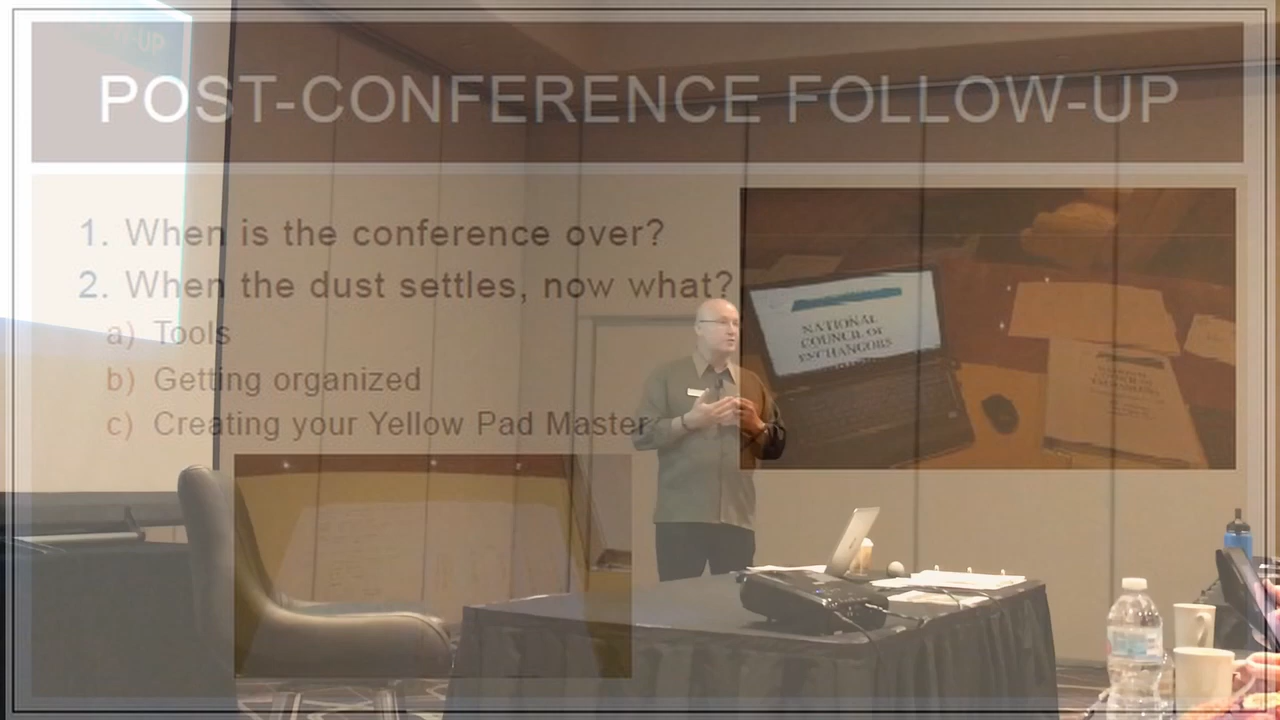 POST-CONFERENCE FOLLOW-UP
1. When is the conference over?
2. When the dust settles, now what?
a) Tools
b) Getting organized
c) Creating your Yellow Pad Master
NATIONAL
COUNCIL OF
EXCHANGORS